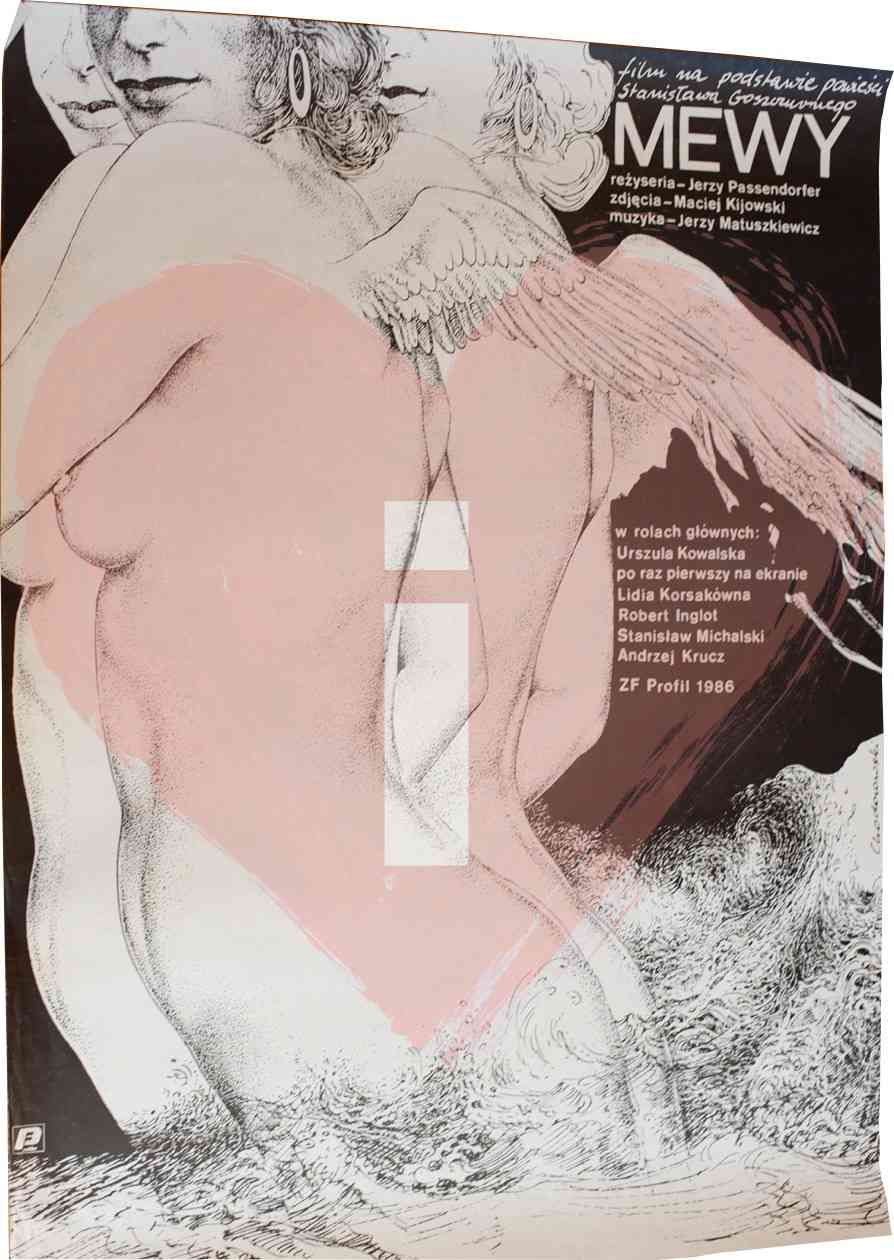 film na podstawie powieści
Stanisława Goszczurnego
MEWY
reżyseria–Jerzy Passendorfer
zdjęcia–Maciej Kijowski
muzyka–Jerzy Matuszkiewicz
i
w rolach głównych:
Urszula Kowalska
po raz pierwszy na ekranie
Lidia Korsakówna
Robert Inglot
Stanisław Michalski
Andrzej Krucz
ZF Profil 1986